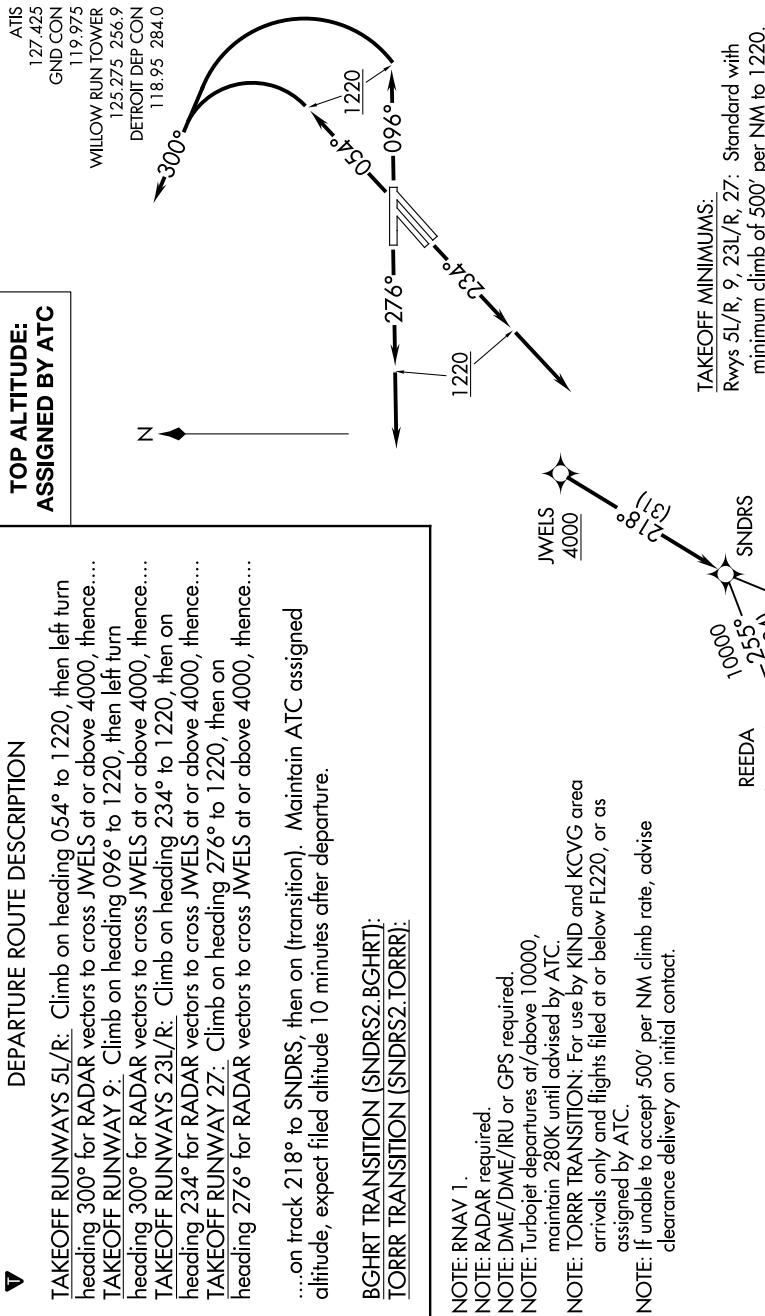 DEPARTURE ROUTE DESCRIPTION
T
TAKEOFF RUNWAYS 5L/R: Climb on heading 054° to 1220, then left turn
heading 300° for RADAR vectors to cross JWELS at or above 4000, thence....
TAKEOFF RUNWAY 9: Climb on heading 096° to 1220, then left turn
heading 300° for RADAR vectors to cross JWELS at or above 4000, thence....
TAKEOFF RUNWAYS 23L/R: Climb on heading 234° to 1220, then on
heading 234° for RADAR vectors to cross JWELS at or above 4000, thence....
TAKEOFF RUNWAY 27: Climb on heading 276° to 1220, then on
heading 276° for RADAR vectors to cross JWELS at or above 4000, thence....
....on track 218° to SNDRS, then on (transition). Maintain ATC assigned
altitude, expect filed altitude 10 minutes after departure.
BGHRT TRANSITION (SNDRS2.BGHRT):
TORRR TRANSITION (SNDRS2.TORRR):
NOTE: RNAV 1.
NOTE: RADAR required.
NOTE: DME/DME/IRU or GPS required.
NOTE: Turbojet departures at/above 10000,
maintain 280K until advised by ATC.
NOTE: TORRR TRANSITION: For use by KIND and KCVG area
arrivals only and flights filed at or below FL220, or as
assigned by ATC.
NOTE: If unable to accept 500' per NM climb rate, advise
clearance delivery on initial contact.
TOP ALTITUDE:
ASSIGNED BY ATC
ATIS
127.425
GND CON
119.975
WILLOW RUN TOWER
125.275 256.9
DETROIT DEP CON
118.95 284.0
N
300°
1220
054°
096°
276°
234°
1220
JWELS
4000
218°
(31)
SNDRS
10000
255°
REEDA
TAKEOFF MINIMUMS:
Rwys 5L/R, 9, 23L/R, 27: Standard with
minimum climb of 500' per NM to 1220.